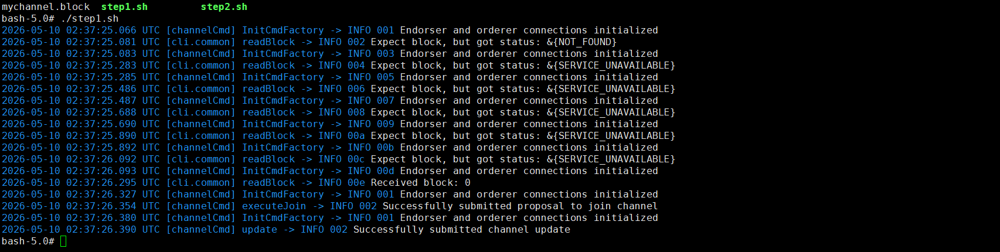 mychannel.block  step1.sh         step2.sh
bash-5.0# ./step1.sh
2026-05-10 02:37:25.066 UTC [channelCmd] InitCmdFactory -> INFO 001 Endorser and orderer connections initialized
2026-05-10 02:37:25.081 UTC [cli.common] readBlock -> INFO 002 Expect block, but got status: &{NOT_FOUND}
2026-05-10 02:37:25.083 UTC [channelCmd] InitCmdFactory -> INFO 003 Endorser and orderer connections initialized
2026-05-10 02:37:25.283 UTC [cli.common] readBlock -> INFO 004 Expect block, but got status: &{SERVICE_UNAVAILABLE}
2026-05-10 02:37:25.285 UTC [channelCmd] InitCmdFactory -> INFO 005 Endorser and orderer connections initialized
2026-05-10 02:37:25.486 UTC [cli.common] readBlock -> INFO 006 Expect block, but got status: &{SERVICE_UNAVAILABLE}
2026-05-10 02:37:25.487 UTC [channelCmd] InitCmdFactory -> INFO 007 Endorser and orderer connections initialized
2026-05-10 02:37:25.688 UTC [cli.common] readBlock -> INFO 008 Expect block, but got status: &{SERVICE_UNAVAILABLE}
2026-05-10 02:37:25.690 UTC [channelCmd] InitCmdFactory -> INFO 009 Endorser and orderer connections initialized
2026-05-10 02:37:25.890 UTC [cli.common] readBlock -> INFO 00a Expect block, but got status: &{SERVICE_UNAVAILABLE}
2026-05-10 02:37:25.892 UTC [channelCmd] InitCmdFactory -> INFO 00b Endorser and orderer connections initialized
2026-05-10 02:37:26.092 UTC [cli.common] readBlock -> INFO 00c Expect block, but got status: &{SERVICE_UNAVAILABLE}
2026-05-10 02:37:26.093 UTC [channelCmd] InitCmdFactory -> INFO 00d Endorser and orderer connections initialized
2026-05-10 02:37:26.295 UTC [cli.common] readBlock -> INFO 00e Received block: 0
2026-05-10 02:37:26.327 UTC [channelCmd] InitCmdFactory -> INFO 001 Endorser and orderer connections initialized
2026-05-10 02:37:26.354 UTC [channelCmd] executeJoin -> INFO 002 Successfully submitted proposal to join channel
2026-05-10 02:37:26.380 UTC [channelCmd] InitCmdFactory -> INFO 001 Endorser and orderer connections initialized
2026-05-10 02:37:26.390 UTC [channelCmd] update -> INFO 002 Successfully submitted channel update
bash-5.0#